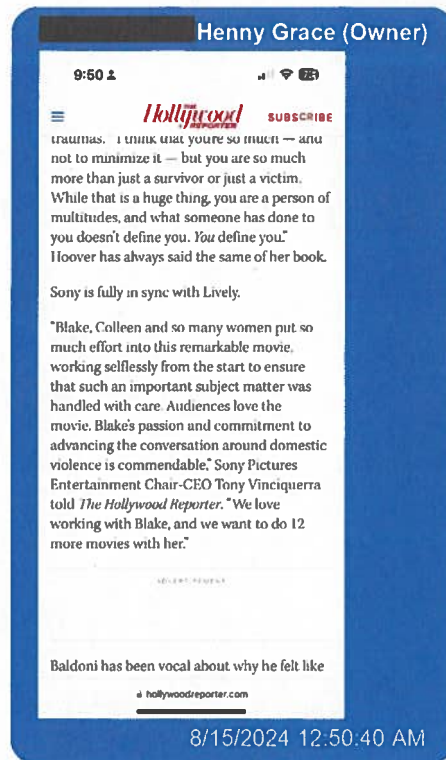 Henny Grace (Owner)
9:50
THE
Hollywood
REPORTER
SUBSCRIBE
traumas. "I think that you're so much — and
not to minimize it — but you are so much
more than just a survivor or just a victim.
While that is a huge thing, you are a person of
multitudes, and what someone has done to
you doesn't define you. You define you."
Hoover has always said the same of her book.
Sony is fully in sync with Lively.
"Blake, Colleen and so many women put so
much effort into this remarkable movie,
working selflessly from the start to ensure
that such an important subject matter was
handled with care. Audiences love the
movie. Blake's passion and commitment to
advancing the conversation around domestic
violence is commendable," Sony Pictures
Entertainment Chair-CEO Tony Vinciquerra
told The Hollywood Reporter. "We love
working with Blake, and we want to do 12
more movies with her."
ADVERTISEMENT
Baldoni has been vocal about why he felt like
hollywoodreporter.com
8/15/2024 12:50:40 AM